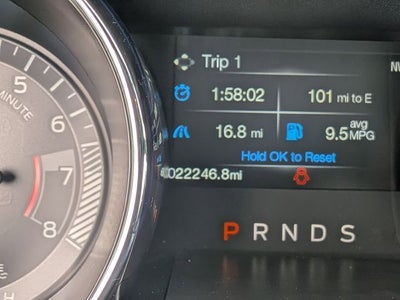 Trip 1
1:58:02 101 mi to E
16.8 mi 9.5 avg MPG
Hold OK to Reset
022246.8mi
P R N D S
5
6
7
8
MINUTE